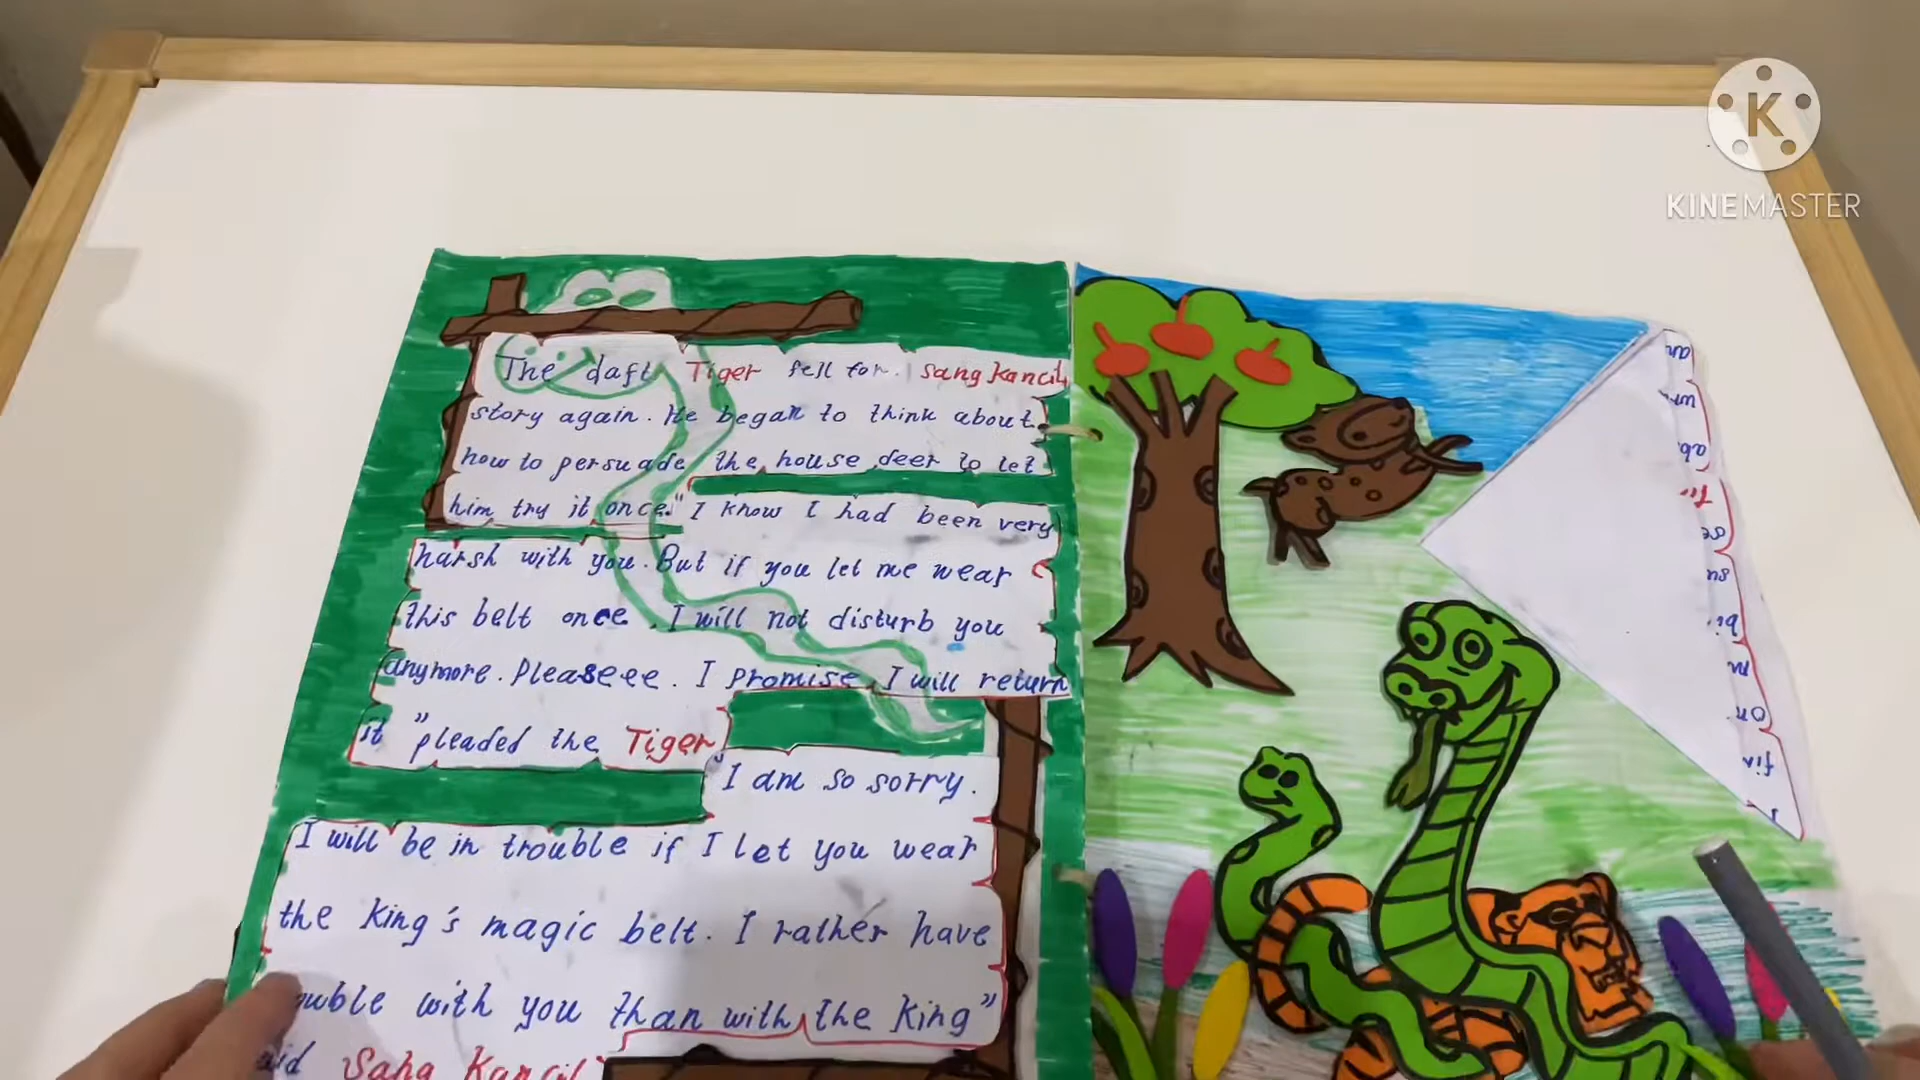 The daft Tiger fell for Sang Kancil
story again. He began to think about
how to persuade the house deer to let
him try it once. "I know I had been very
harsh with you. But if you let me wear
this belt once, I will not disturb you
anymore. Pleaseee. I promise I will return
it" pleaded the Tiger
"I am so sorry.
I will be in trouble if I let you wear
the King's magic belt. I rather have
with you than with the King"
Sang Kancil
KINEMASTER